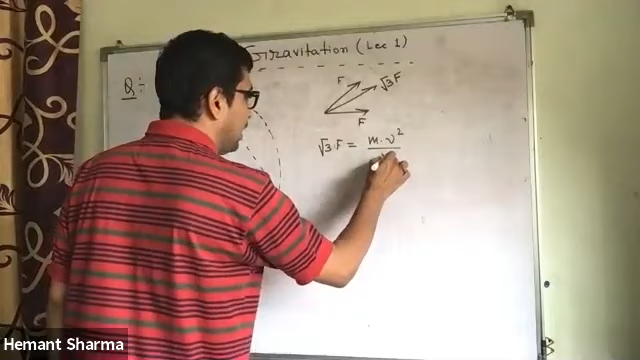 Gravitation (Lec 1)
Q:-
F
√3F
F
√3.F = m.v²
Hemant Sharma